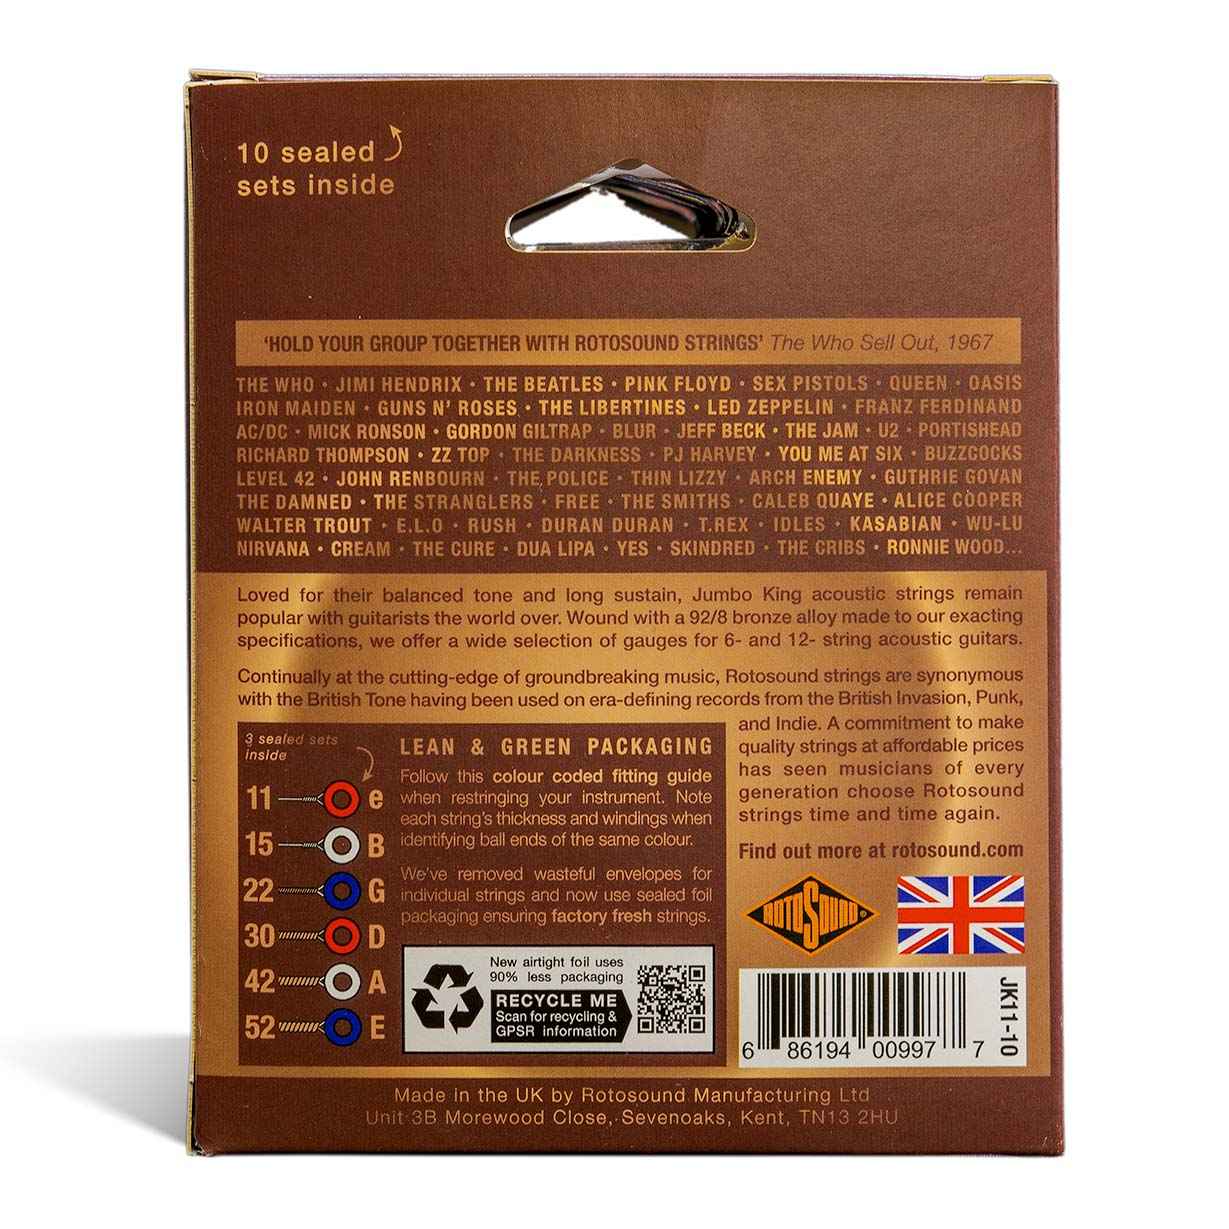 10 sealed
sets inside
‘HOLD YOUR GROUP TOGETHER WITH ROTOSOUND STRINGS’ The Who Sell Out, 1967
THE WHO • JIMI HENDRIX • THE BEATLES • PINK FLOYD • SEX PISTOLS • QUEEN • OASIS
IRON MAIDEN • GUNS N’ ROSES • THE LIBERTINES • LED ZEPPELIN • FRANZ FERDINAND
AC/DC • MICK RONSON • GORDON GILTRAP • BLUR • JEFF BECK • THE JAM • U2 • PORTISHEAD
RICHARD THOMPSON • ZZ TOP • THE DARKNESS • PJ HARVEY • YOU ME AT SIX • BUZZCOCKS
LEVEL 42 • JOHN RENBOURN • THE POLICE • THIN LIZZY • ARCH ENEMY • GUTHRIE GOVAN
THE DAMNED • THE STRANGLERS • FREE • THE SMITHS • CALEB QUAYE • ALICE COOPER
WALTER TROUT • E.L.O • RUSH • DURAN DURAN • T.REX • IDLES • KASABIAN • WU-LU
NIRVANA • CREAM • THE CURE • DUA LIPA • YES • SKINDRED • THE CRIBS • RONNIE WOOD...
Loved for their balanced tone and long sustain, Jumbo King acoustic strings remain
popular with guitarists the world over. Wound with a 92/8 bronze alloy made to our exacting
specifications, we offer a wide selection of gauges for 6- and 12- string acoustic guitars.
Continually at the cutting-edge of groundbreaking music, Rotosound strings are synonymous
with the British Tone having been used on era-defining records from the British Invasion, Punk,
and Indie. A commitment to make
quality strings at affordable prices
has seen musicians of every
generation choose Rotosound
strings time and time again.
Find out more at rotosound.com
3 sealed sets
inside
11 e
15 B
22 G
30 D
42 A
52 E
LEAN & GREEN PACKAGING
Follow this colour coded fitting guide
when restringing your instrument. Note
each string’s thickness and windings when
identifying ball ends of the same colour.
We’ve removed wasteful envelopes for
individual strings and now use sealed foil
packaging ensuring factory fresh strings.
New airtight foil uses
90% less packaging
RECYCLE ME
Scan for recycling &
GPSR information
ROTOSOUND®
6 86194 00997 7
JK11-10
Made in the UK by Rotosound Manufacturing Ltd
Unit 3B Morewood Close, Sevenoaks, Kent, TN13 2HU